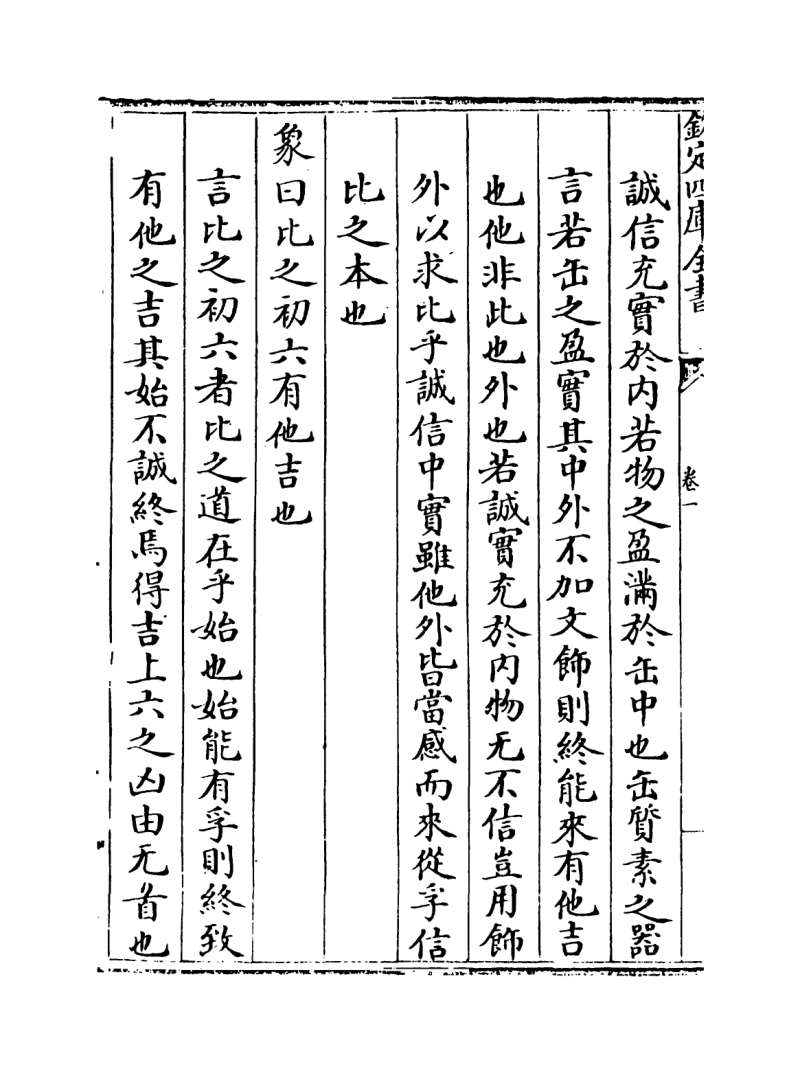 欽定四庫全書
卷一
誠信充實於内若物之盈滿於缶中也缶質素之器
言若缶之盈實其中外不加文飾則終能來有他吉
也他非此也外也若誠實充於内物无不信豈用飾
外以求比乎誠信中實雖他外皆當感而來從孚信
比之本也
象曰比之初六有他吉也
言比之初六者比之道在乎始也始能有孚則終致
有他之吉其始不誠終焉得吉上六之凶由无首也